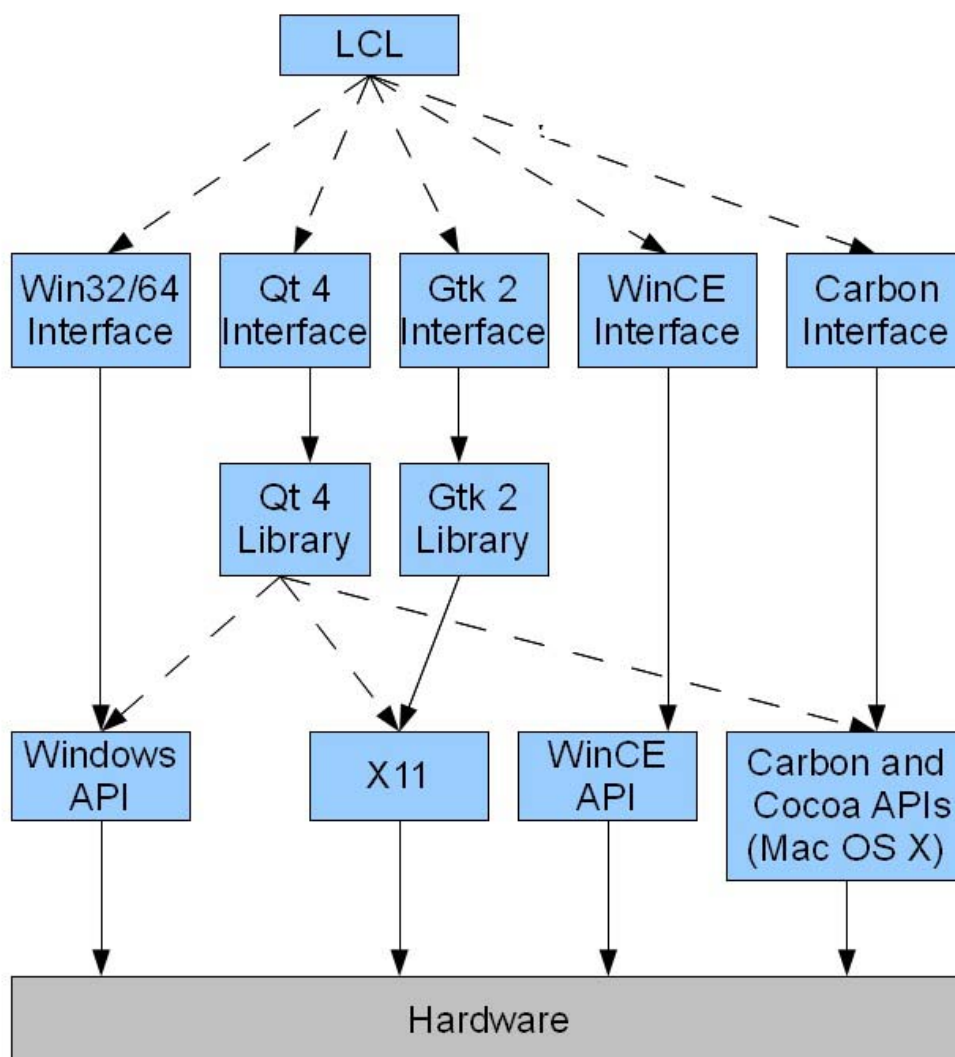 LCL
Win32/64
Interface
Qt 4
Interface
Gtk 2
Interface
WinCE
Interface
Carbon
Interface
Qt 4
Library
Gtk 2
Library
Windows
API
X11
WinCE
API
Carbon and
Cocoa APIs
(Mac OS X)
Hardware